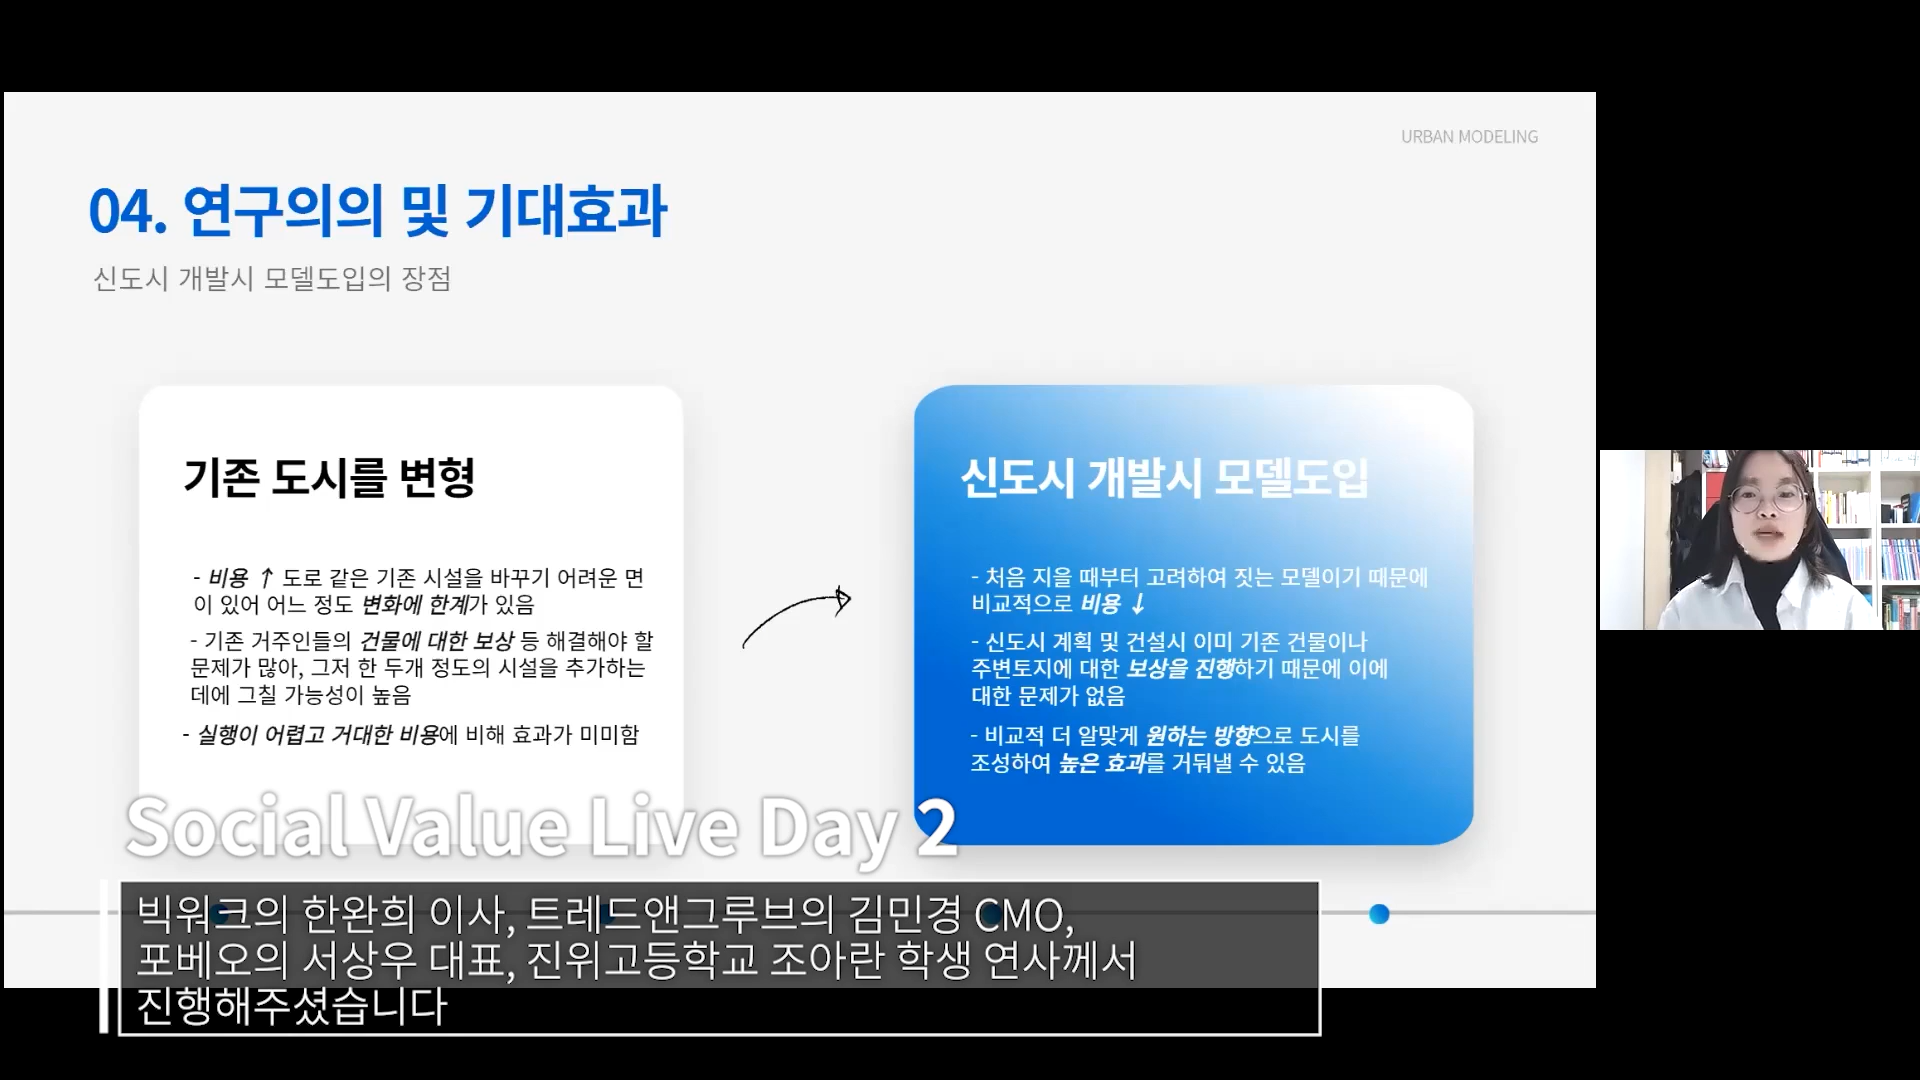 URBAN MODELING
04. 연구의의 및 기대효과
신도시 개발시 모델도입의 장점
기존 도시를 변형
- 비용 ↑ 도로 같은 기존 시설을 바꾸기 어려운 면
이 있어 어느 정도 변화에 한계가 있음
- 기존 거주인들의 건물에 대한 보상 등 해결해야 할
문제가 많아, 그저 한 두개 정도의 시설을 추가하는
데에 그칠 가능성이 높음
- 실행이 어렵고 거대한 비용에 비해 효과가 미미함
신도시 개발시 모델도입
- 처음 지을 때부터 고려하여 짓는 모델이기 때문에
비교적으로 비용 ↓
- 신도시 계획 및 건설시 이미 기존 건물이나
주변토지에 대한 보상을 진행하기 때문에 이에
대한 문제가 없음
- 비교적 더 알맞게 원하는 방향으로 도시를
조성하여 높은 효과를 거둬낼 수 있음
Social Value Live Day 2
빅워크의 한완희 이사, 트레드앤그루브의 김민경 CMO,
포베오의 서상우 대표, 진위고등학교 조아란 학생 연사께서
진행해주셨습니다